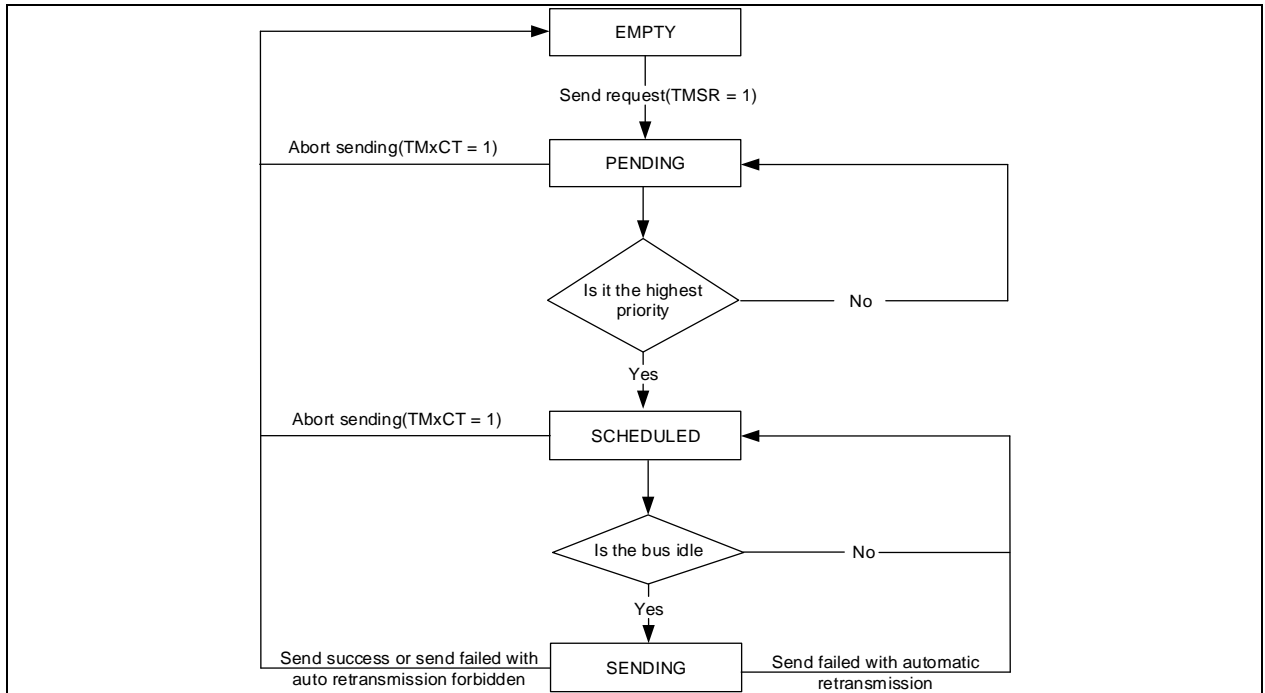 EMPTY
Send request(TMSR = 1)
Abort sending(TMxCT = 1)
PENDING
Is it the highest
priority
No
Yes
Abort sending(TMxCT = 1)
SCHEDULED
Is the bus idle
No
Yes
Send success or send failed with
auto retransmission forbidden
SENDING
Send failed with automatic
retransmission